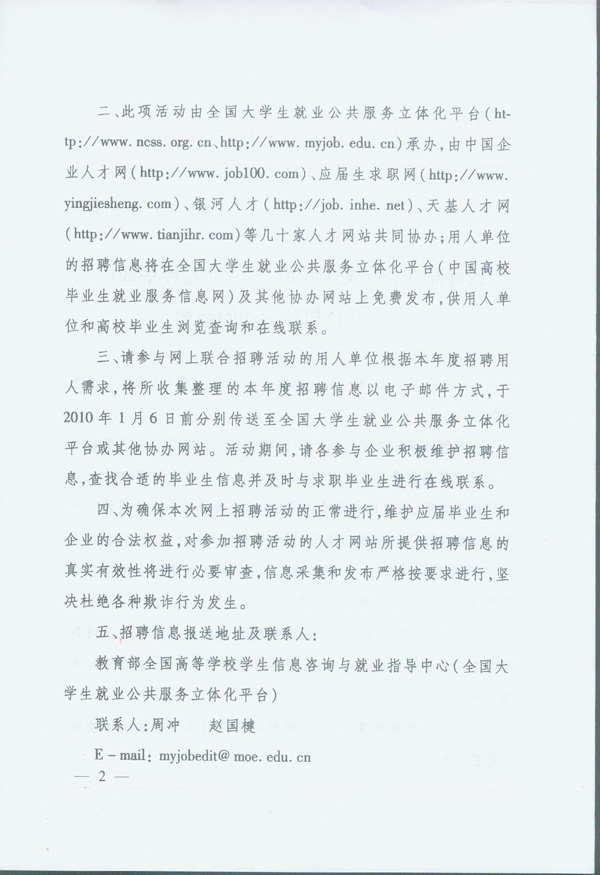 二、此项活动由全国大学生就业公共服务立体化平台(ht-
tp://www. ncss. org. cn、http://www. myjob. edu. cn)承办,由中国企
业人才网(http://www. job100. com)、应届生求职网(http://www.
yingjiesheng. com)、银河人才(http://job. inhe. net)、天基人才网
(http://www. tianjihr. com)等几十家人才网站共同协办;用人单位
的招聘信息将在全国大学生就业公共服务立体化平台(中国高校
毕业生就业服务信息网)及其他协办网站上免费发布,供用人单
位和高校毕业生浏览查询和在线联系。
三、请参与网上联合招聘活动的用人单位根据本年度招聘用
人需求,将所收集整理的本年度招聘信息以电子邮件方式,于
2010 年 1 月 6 日前分别传送至全国大学生就业公共服务立体化
平台或其他协办网站。活动期间,请各参与企业积极维护招聘信
息,查找合适的毕业生信息并及时与求职毕业生进行在线联系。
四、为确保本次网上招聘活动的正常进行,维护应届毕业生和
企业的合法权益,对参加招聘活动的人才网站所提供招聘信息的
真实有效性将进行必要审查,信息采集和发布严格按要求进行,坚
决杜绝各种欺诈行为发生。
五、招聘信息报送地址及联系人:
教育部全国高等学校学生信息咨询与就业指导中心(全国大
学生就业公共服务立体化平台)
联系人:周冲 赵国楗
E-mail: myjobedit@ moe. edu. cn
— 2 —